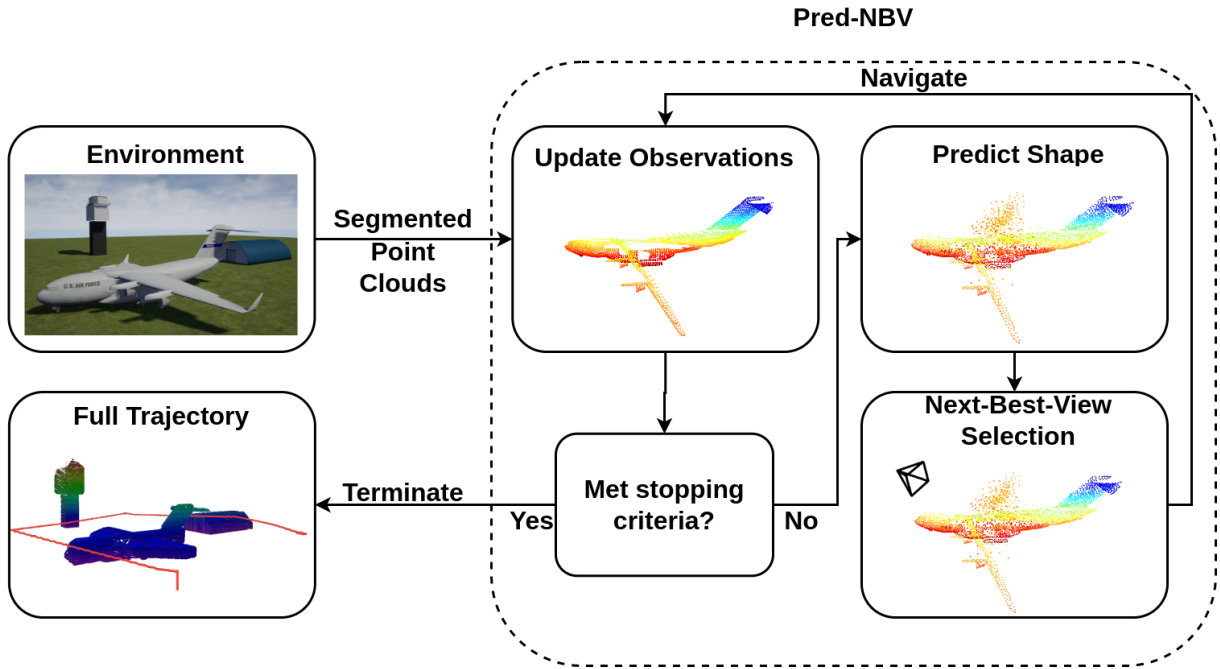 Pred-NBV
Navigate
Environment
U.S. AIR FORCE
Segmented
Point
Clouds
Update Observations
Predict Shape
Full Trajectory
Terminate
Yes
Met stopping
criteria?
No
Next-Best-View
Selection